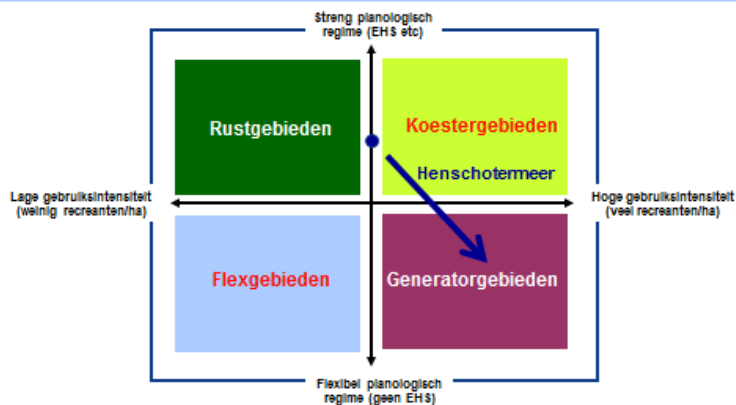 Streng planologisch
regime (EHS etc)
Rustgebieden
Koestergebieden
Henschotermeer
Lage gebruiksintensiteit
(weinig recreanten/ha)
Hoge gebruiksintensiteit
(veel recreanten/ha)
Flexgebieden
Generatorgebieden
Flexibel planologisch
regime (geen EHS)